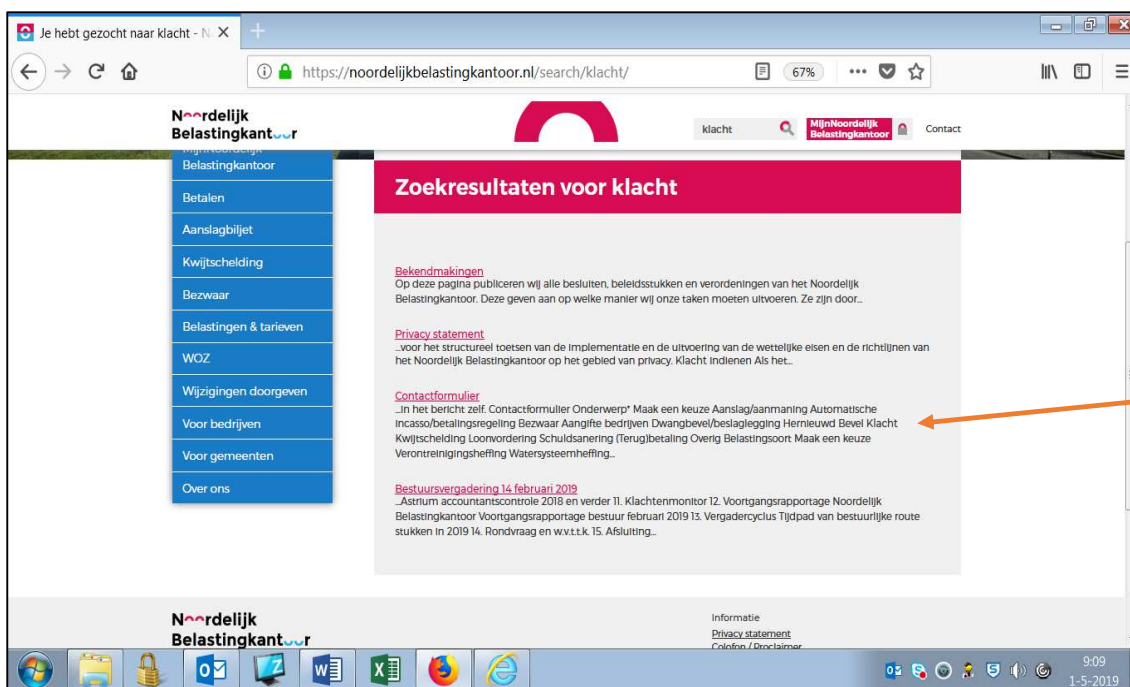 Je hebt gezocht naar klacht - N
https://noordelijkbelastingkantoor.nl/search/klacht/
67%
Noordelijk
Belastingkantoor
klacht
MijnNoordelijk
Belastingkantoor
Contact
MijnNoordelijk
Belastingkantoor
Betalen
Aanslagbiljet
Kwijtschelding
Bezwaar
Belastingen & tarieven
WOZ
Wijzigingen doorgeven
Voor bedrijven
Voor gemeenten
Over ons
Zoekresultaten voor klacht
Bekendmakingen
Op deze pagina publiceren wij alle besluiten, beleidsstukken en verordeningen van het Noordelijk
Belastingkantoor. Deze geven aan op welke manier wij onze taken moeten uitvoeren. Ze zijn door...
Privacy statement
...voor het structureel toetsen van de implementatie en de uitvoering van de wettelijke eisen en de richtlijnen van
het Noordelijk Belastingkantoor op het gebied van privacy. Klacht indienen Als het...
Contactformulier
...in het bericht zelf. Contactformulier Onderwerp* Maak een keuze Aanslag/aanmaning Automatische
incasso/betalingsregeling Bezwaar Aangifte bedrijven Dwangbevel/beslaglegging Hernieuwd Bevel Klacht
Kwijtschelding Loonvordering Schuldsanering (Terug)betaling Overig Belastingsoort Maak een keuze
Verontreinigingsheffing Watersysteemheffing...
Bestuursvergadering 14 februari 2019
...Astrium accountantscontrole 2018 en verder 11. Klachtenmonitor 12. Voortgangsrapportage Noordelijk
Belastingkantoor Voortgangsrapportage bestuur februari 2019 13. Vergadercyclus Tijdpad van bestuurlijke route
stukken in 2019 14. Rondvraag en w.v.t.t.k. 15. Afsluiting...
Noordelijk
Belastingkantoor
Informatie
Privacy statement
Colofon / Proclaimer
9:09
1-5-2019